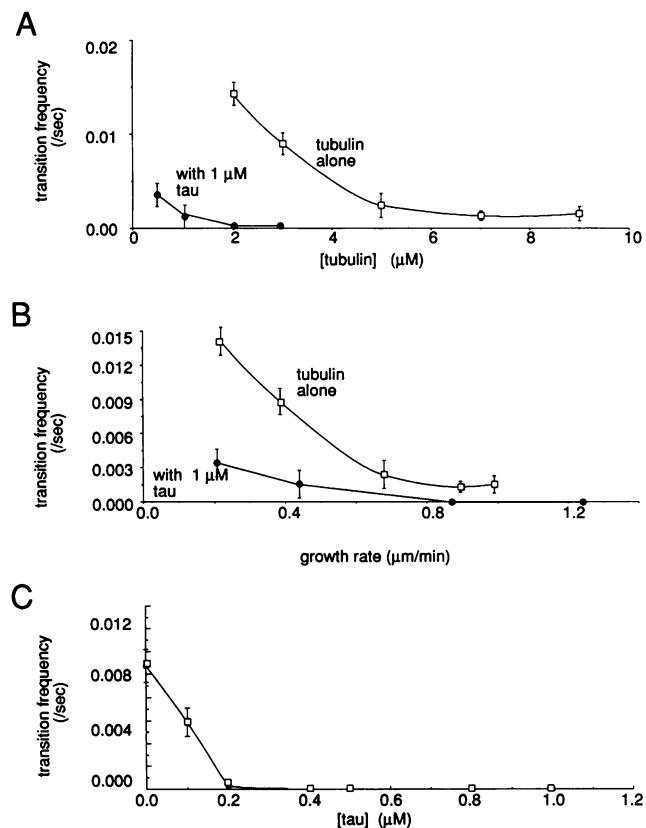 A
transition frequency
(/sec)
0.02
0.01
0.00
with 1 μM
tau
tubulin
alone
0
2
4
6
8
10
[tubulin] (μM)
B
transition frequency
(/sec)
0.015
0.012
0.009
0.006
0.003
0.000
tubulin
alone
with 1 μM
tau
0.0
0.4
0.8
1.2
growth rate (μm/min)
C
transition frequency
(/sec)
0.012
0.008
0.004
0.000
0.0
0.2
0.4
0.6
0.8
1.0
1.2
[tau] (μM)